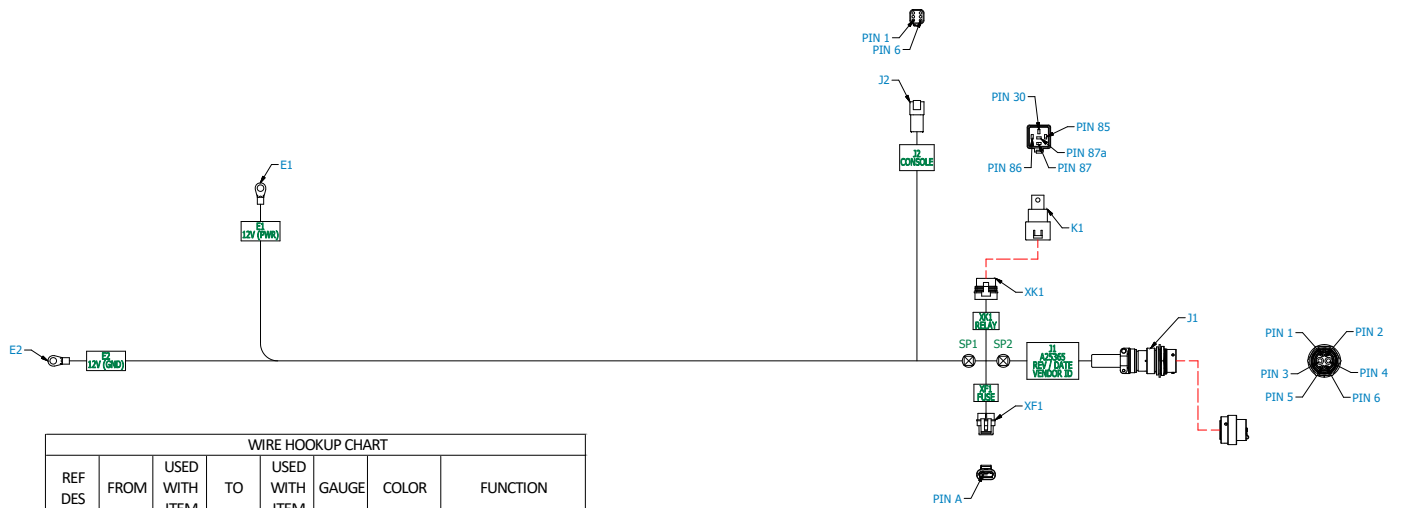 PIN 1
PIN 6
J2
PIN 30
PIN 85
PIN 87a
PIN 86
PIN 87
J2
CONSOLE
E1
E1
12V (PWR)
K1
XK1
XK1
RELAY
J1
SP1
SP2
PIN 1
PIN 2
E2
E2
12V (GND)
J1
A25365
REV / DATE
VENDOR ID
PIN 3
PIN 4
XF1
FUSE
PIN 5
PIN 6
XF1
PIN A
WIRE HOOKUP CHART
REF
DES
FROM
USED
WITH
ITEM
TO
USED
WITH
ITEM
GAUGE
COLOR
FUNCTION